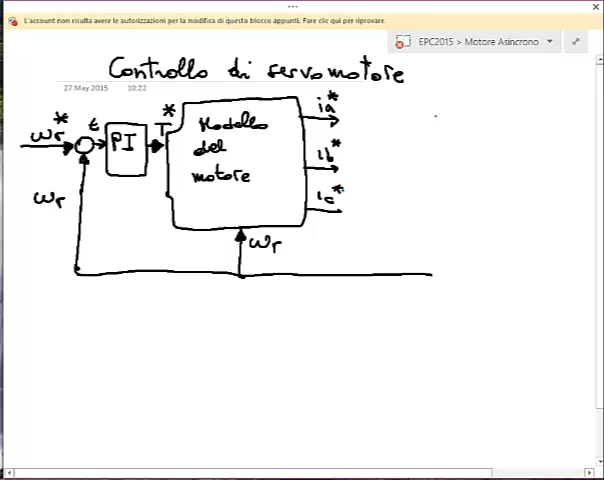 L'account non risulta avere le autorizzazioni per la modifica di questo blocco appunti. Fare clic qui per riprovare.
EPC2015 > Motore Asincrono
Controllo di servomotore
27 May 2015 10:22
ωr* ε PI T* Modello del motore ia*
ib*
ic*
ωr
ωr